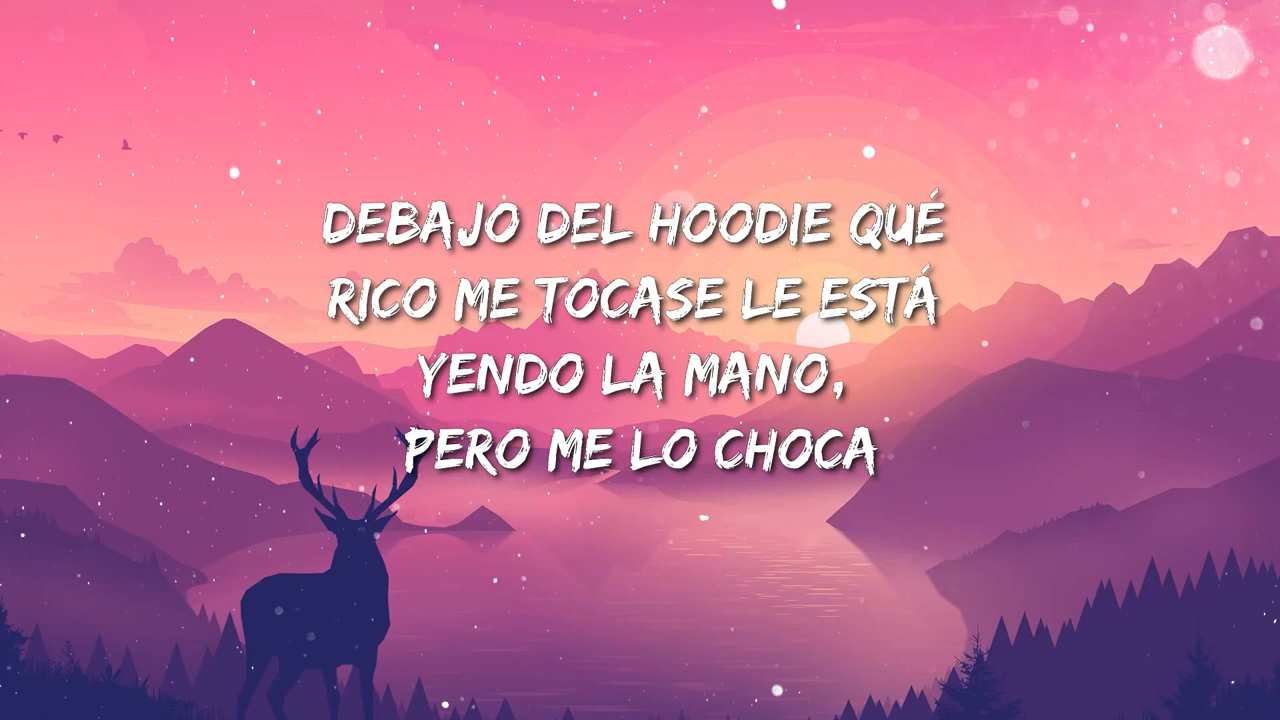 DEBAJO DEL HOODIE QUÉ
RICO ME TOCASE LE ESTÁ
YENDO LA MANO,
PERO ME LO CHOCA